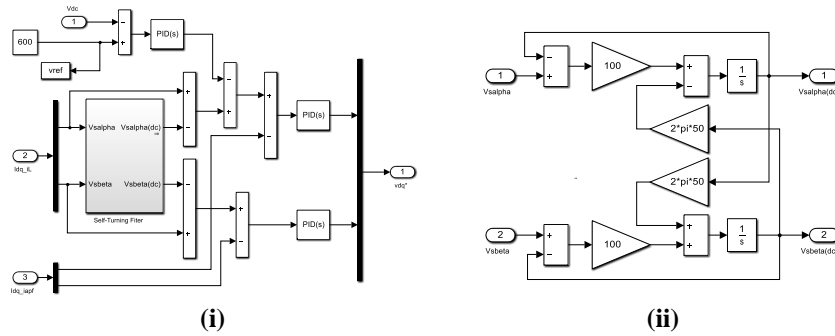 Vdc
1
600
PID(s)
vref
Vsalpha
Vsalpha(dc)
PID(s)
2
Idq_iL
Vsbeta
Vsbeta(dc)
Self-Turning Filter
1
vdq*
PID(s)
3
Idq_iapf
(i)
1
Vsalpha
100
1
s
1
Vsalpha(dc
2*pi*50
2*pi*50
2
Vsbeta
100
1
s
2
Vsbeta(dc
(ii)